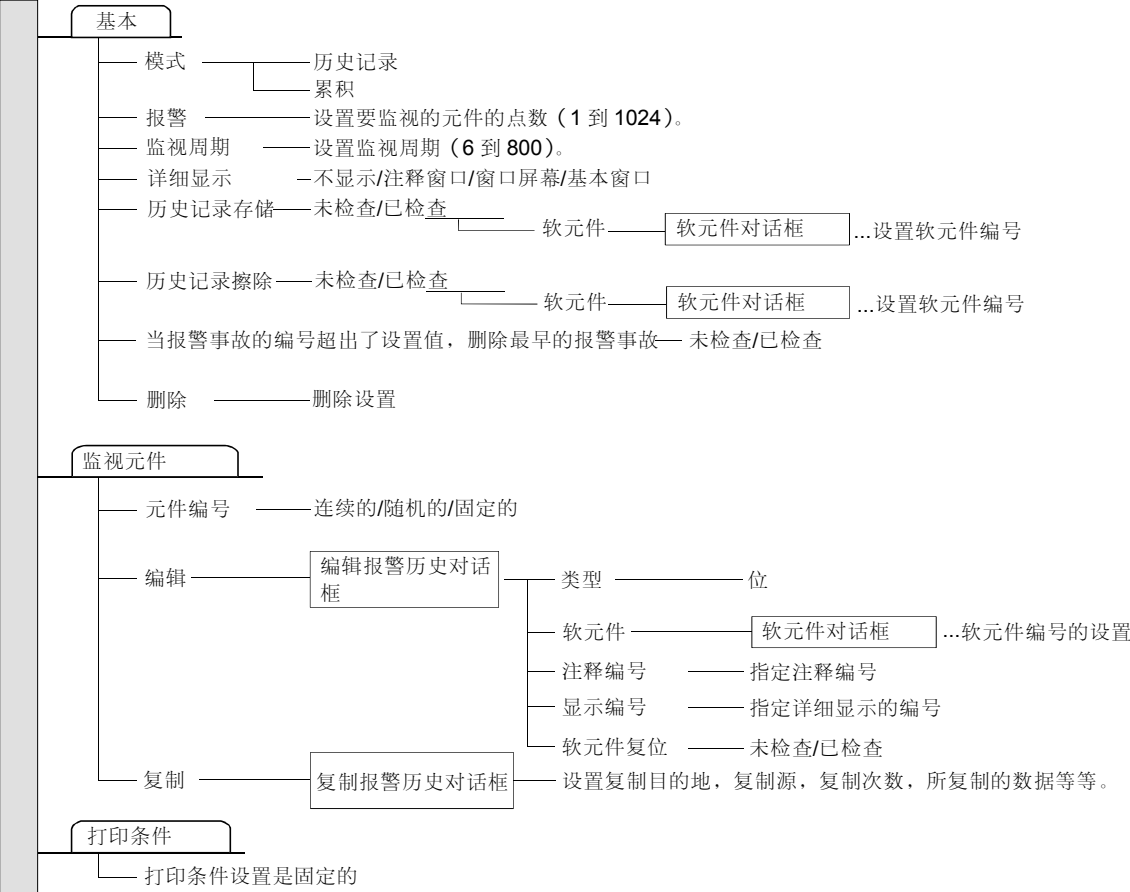 基本
模式 历史记录
累积
报警 设置要监视的元件的点数（1 到 1024）。
监视周期 设置监视周期（6 到 800）。
详细显示 不显示/注释窗口/窗口屏幕/基本窗口
历史记录存储 未检查/已检查
软元件 软元件对话框 ...设置软元件编号
历史记录擦除 未检查/已检查
软元件 软元件对话框 ...设置软元件编号
当报警事故的编号超出了设置值，删除最早的报警事故 未检查/已检查
删除 删除设置
监视元件
元件编号 连续的/随机的/固定的
编辑 编辑报警历史对话
框
类型 位
软元件 软元件对话框 ...软元件编号的设置
注释编号 指定注释编号
显示编号 指定详细显示的编号
软元件复位 未检查/已检查
复制 复制报警历史对话框 设置复制目的地，复制源，复制次数，所复制的数据等等。
打印条件
打印条件设置是固定的